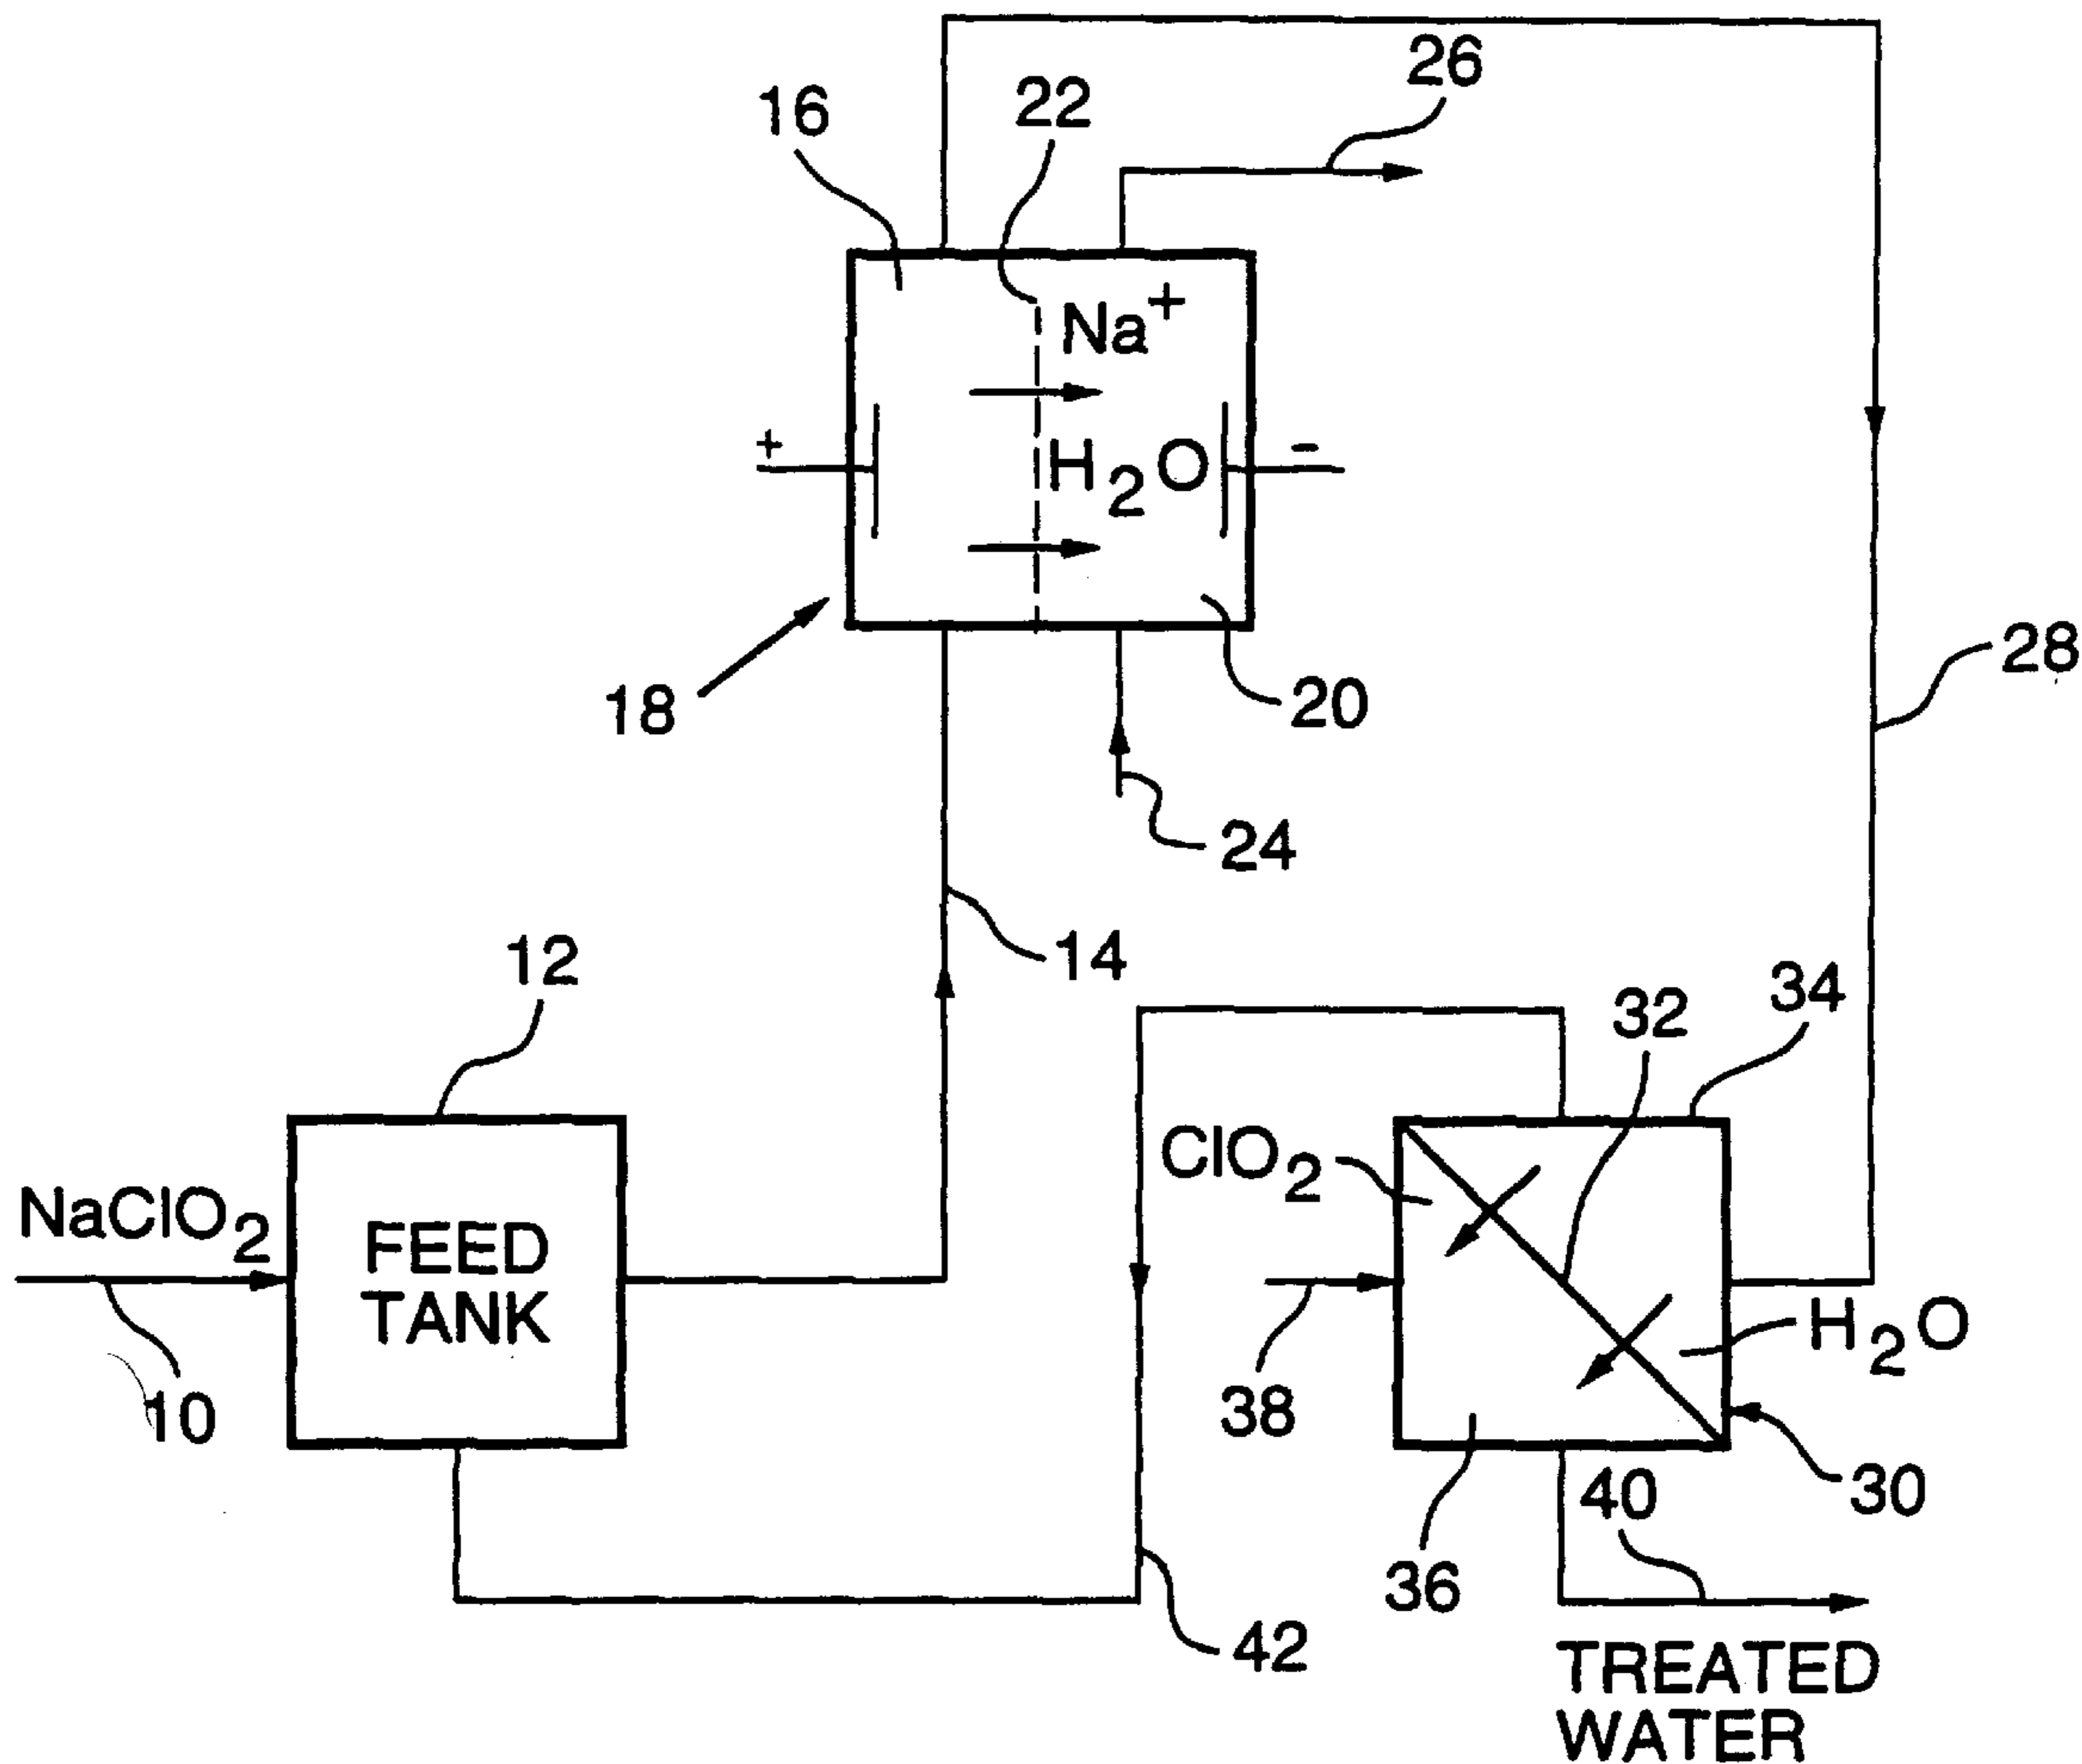 26
16
22
Na+
+
H2O
-
18
20
28
24
14
12
32
34
ClO2
NaClO2
FEED
TANK
H2O
10
38
30
40
36
42
TREATED
WATER